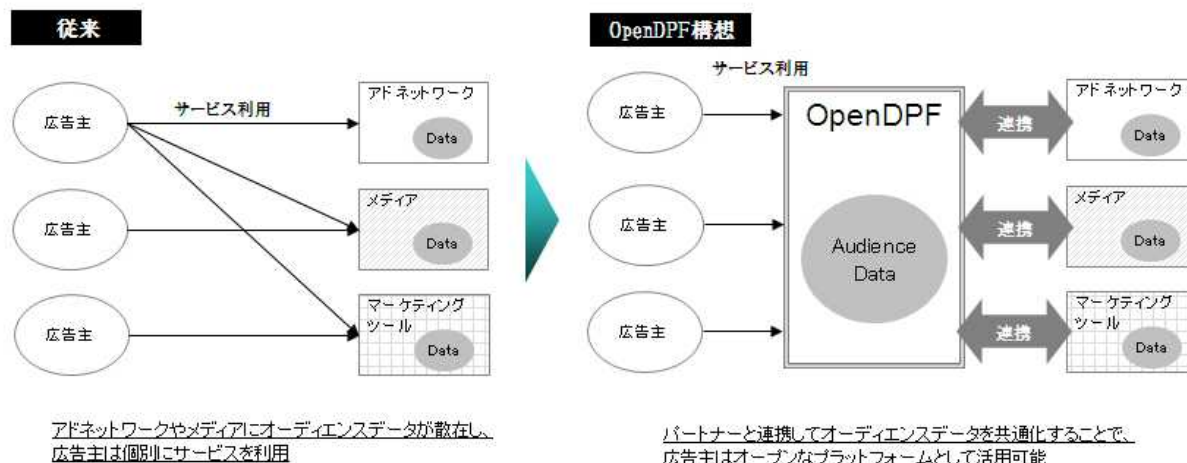 従来
サービス利用
広告主
広告主
広告主
アドネットワーク
Data
メディア
Data
マーケティング
ツール
Data
アドネットワークやメディアにオーディエンスデータが散在し、
広告主は個別にサービスを利用
OpenDPF構想
サービス利用
広告主
広告主
広告主
OpenDPF
Audience
Data
連携
連携
連携
アドネットワーク
Data
メディア
Data
マーケティング
ツール
Data
パートナーと連携してオーディエンスデータを共通化することで、
広告主はオープンなプラットフォームとして活用可能